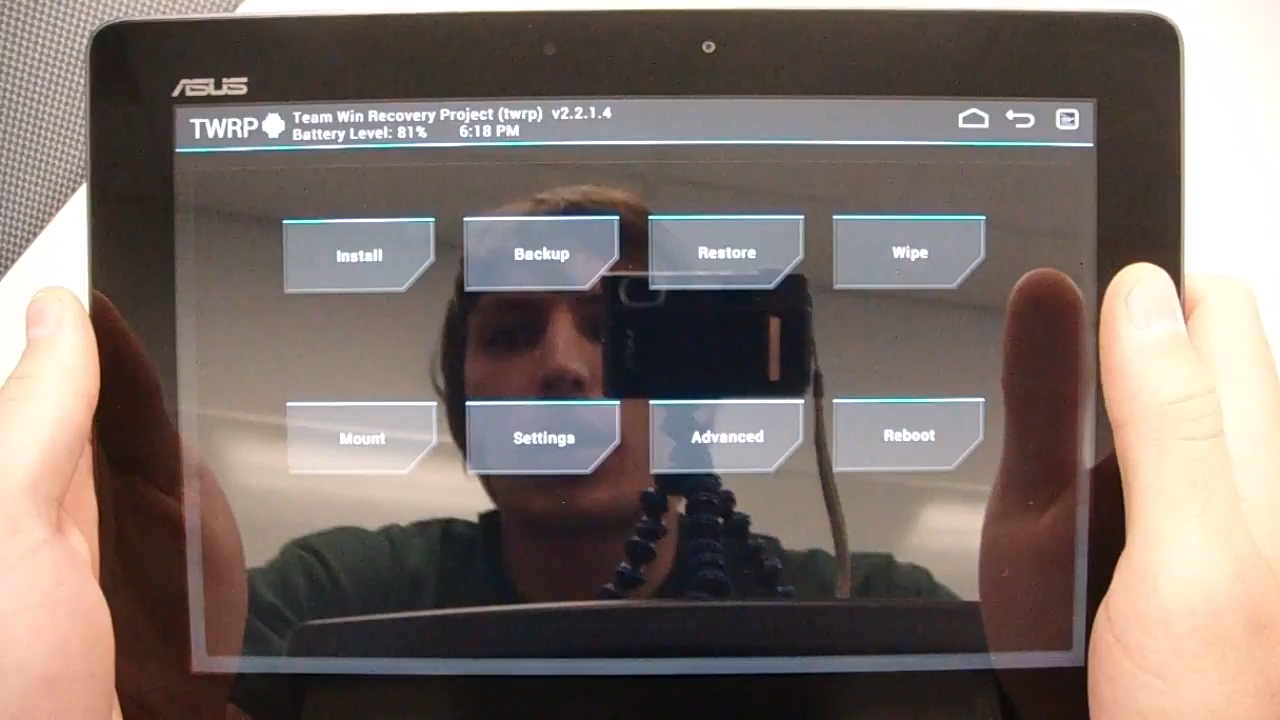 ASUS
TWRP
Team Win Recovery Project (twrp) v2.2.1.4
Battery Level: 81% 6:18 PM
Install
Backup
Restore
Wipe
Mount
Settings
Advanced
Reboot